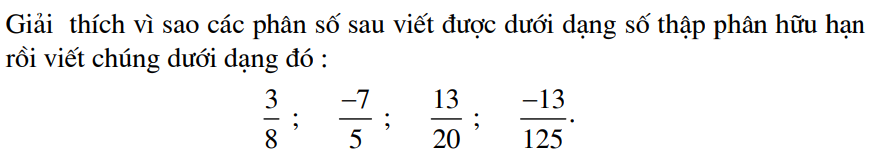 Giải thích vì sao các phân số sau viết được dưới dạng số thập phân hữu hạn
rồi viết chúng dưới dạng đó :
3/8 ; –7/5 ; 13/20 ; –13/125.